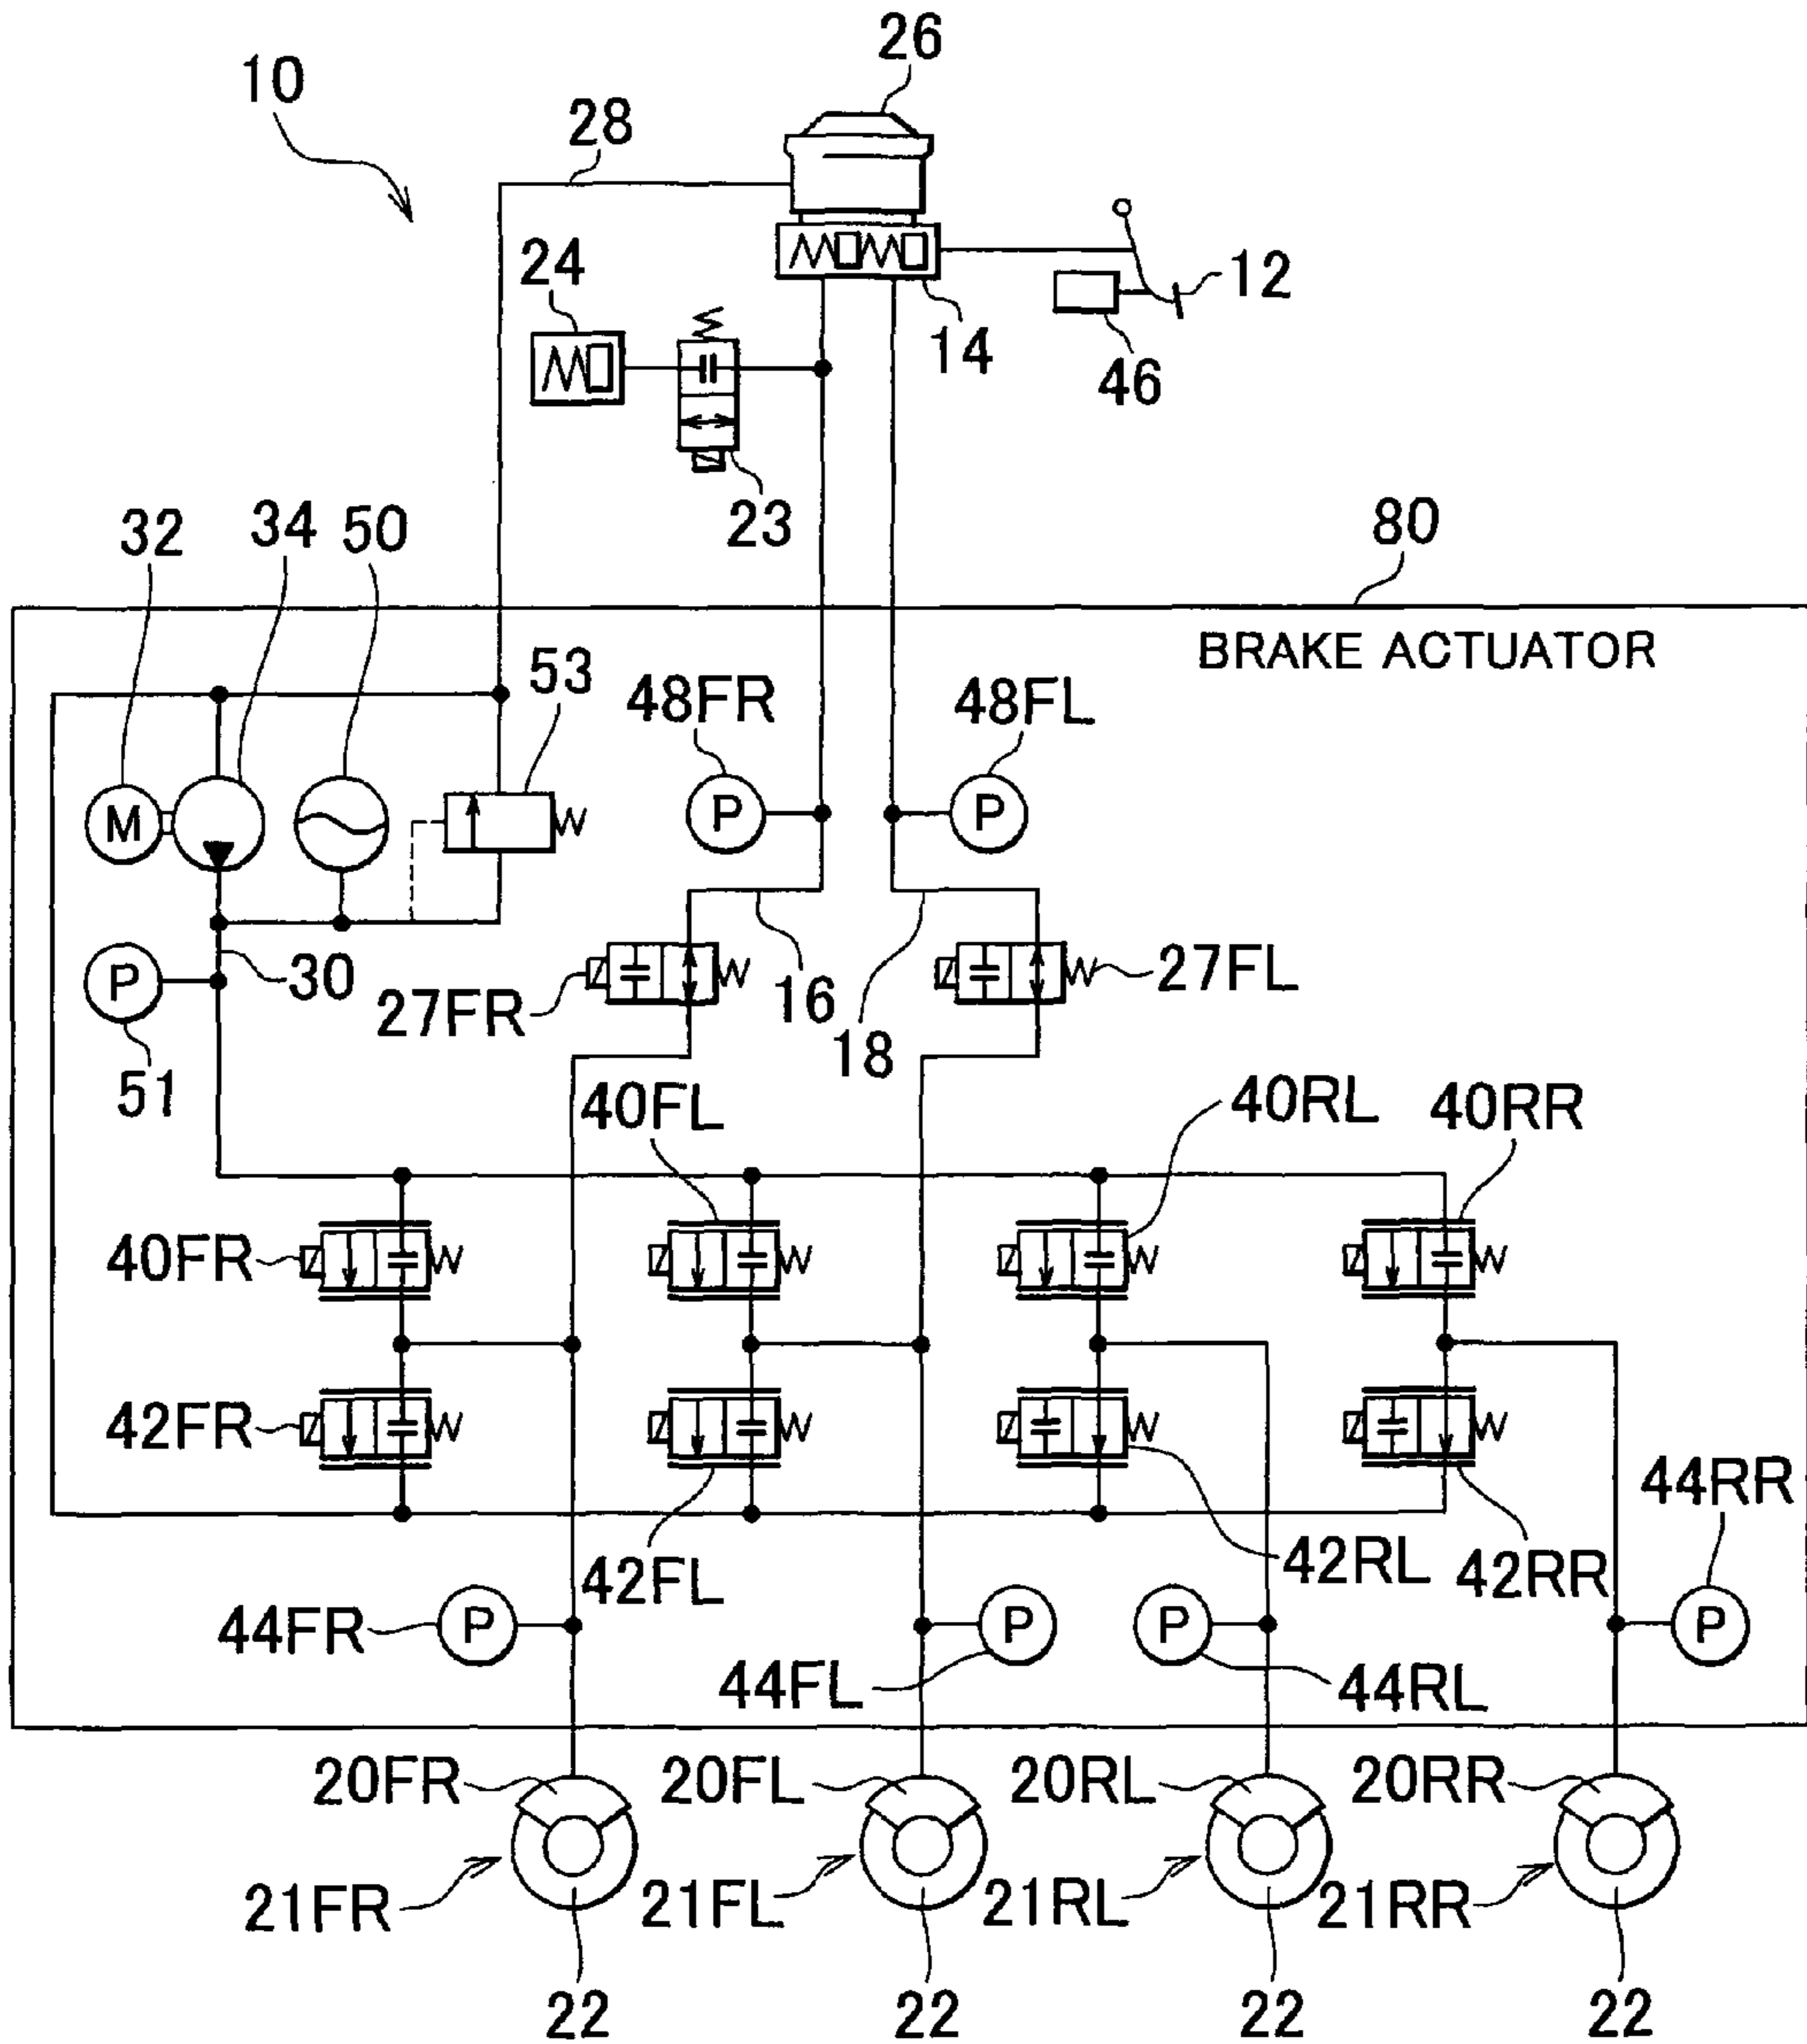 26
10
28
24
12
14
46
23
32
34
50
80
BRAKE ACTUATOR
53
48FR
48FL
M
P
P
P
30
27FR
16
27FL
18
51
40FL
40RL
40RR
40FR
42FR
44RR
42FL
42RL
42RR
44FR
P
P
P
P
44FL
44RL
20FR
20FL
20RL
20RR
21FR
21FL
21RL
21RR
22
22
22
22